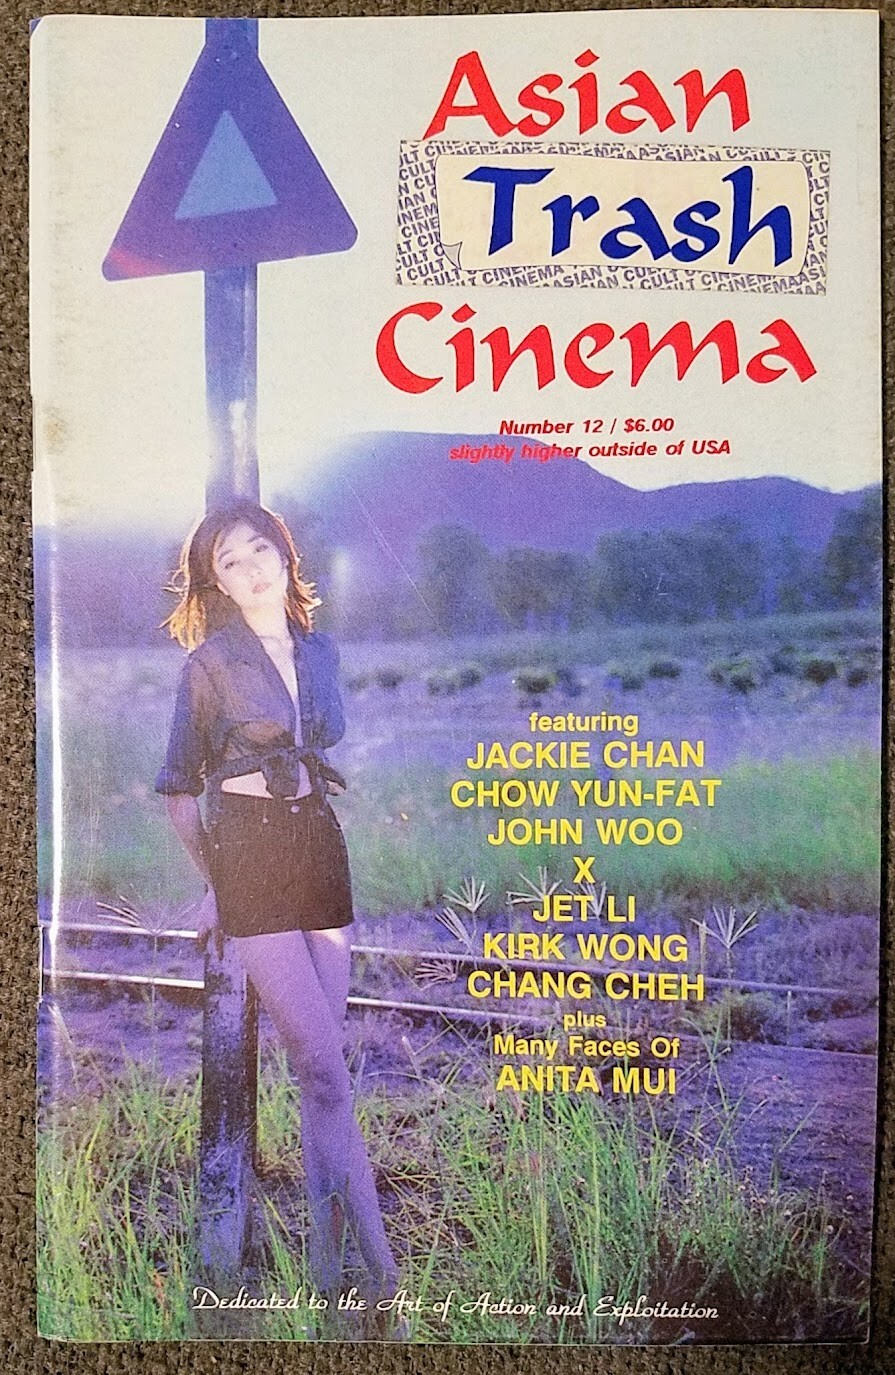 Asian
Trash
Cinema
Number 12 / $6.00
slightly higher outside of USA
featuring
JACKIE CHAN
CHOW YUN-FAT
JOHN WOO
X
JET LI
KIRK WONG
CHANG CHEH
plus
Many Faces Of
ANITA MUI
Dedicated to the Art of Action and Exploitation